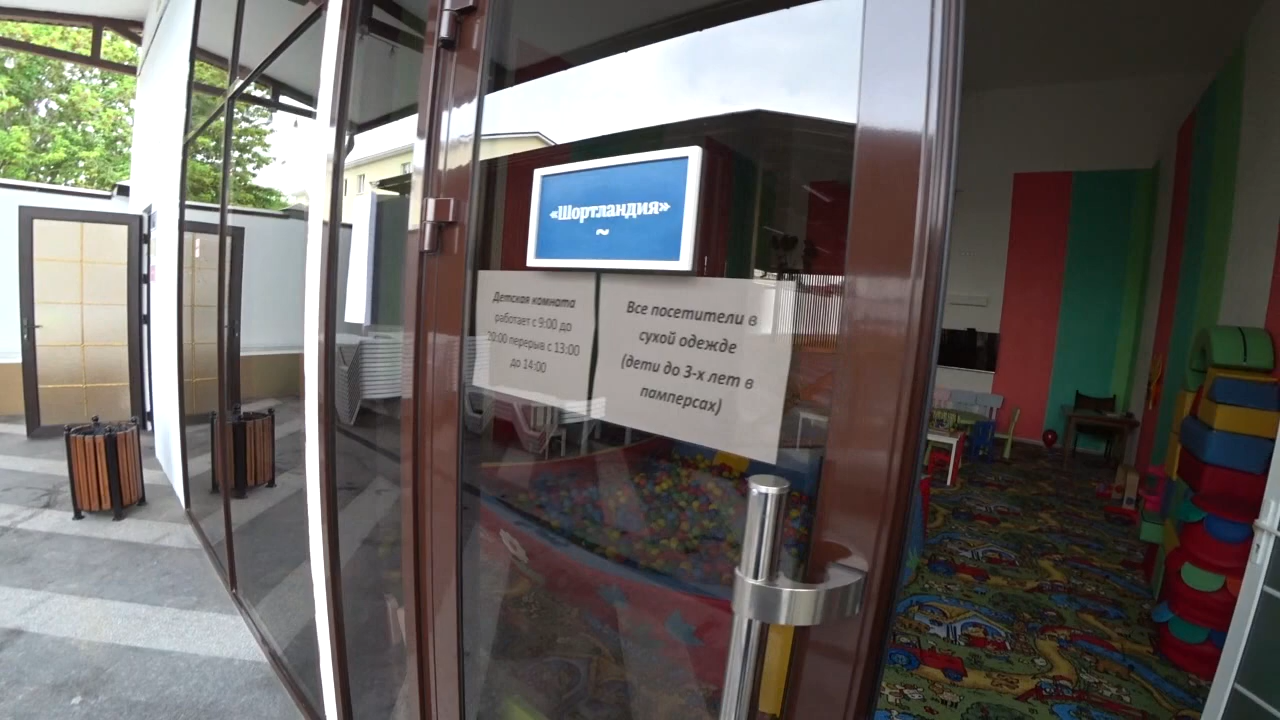 «Шортландия»
~
Детская комната
работает с 9:00 до
20:00 перерыв с 13:00
до 14:00
Все посетители в
сухой одежде
(дети до 3-х лет в
памперсах)